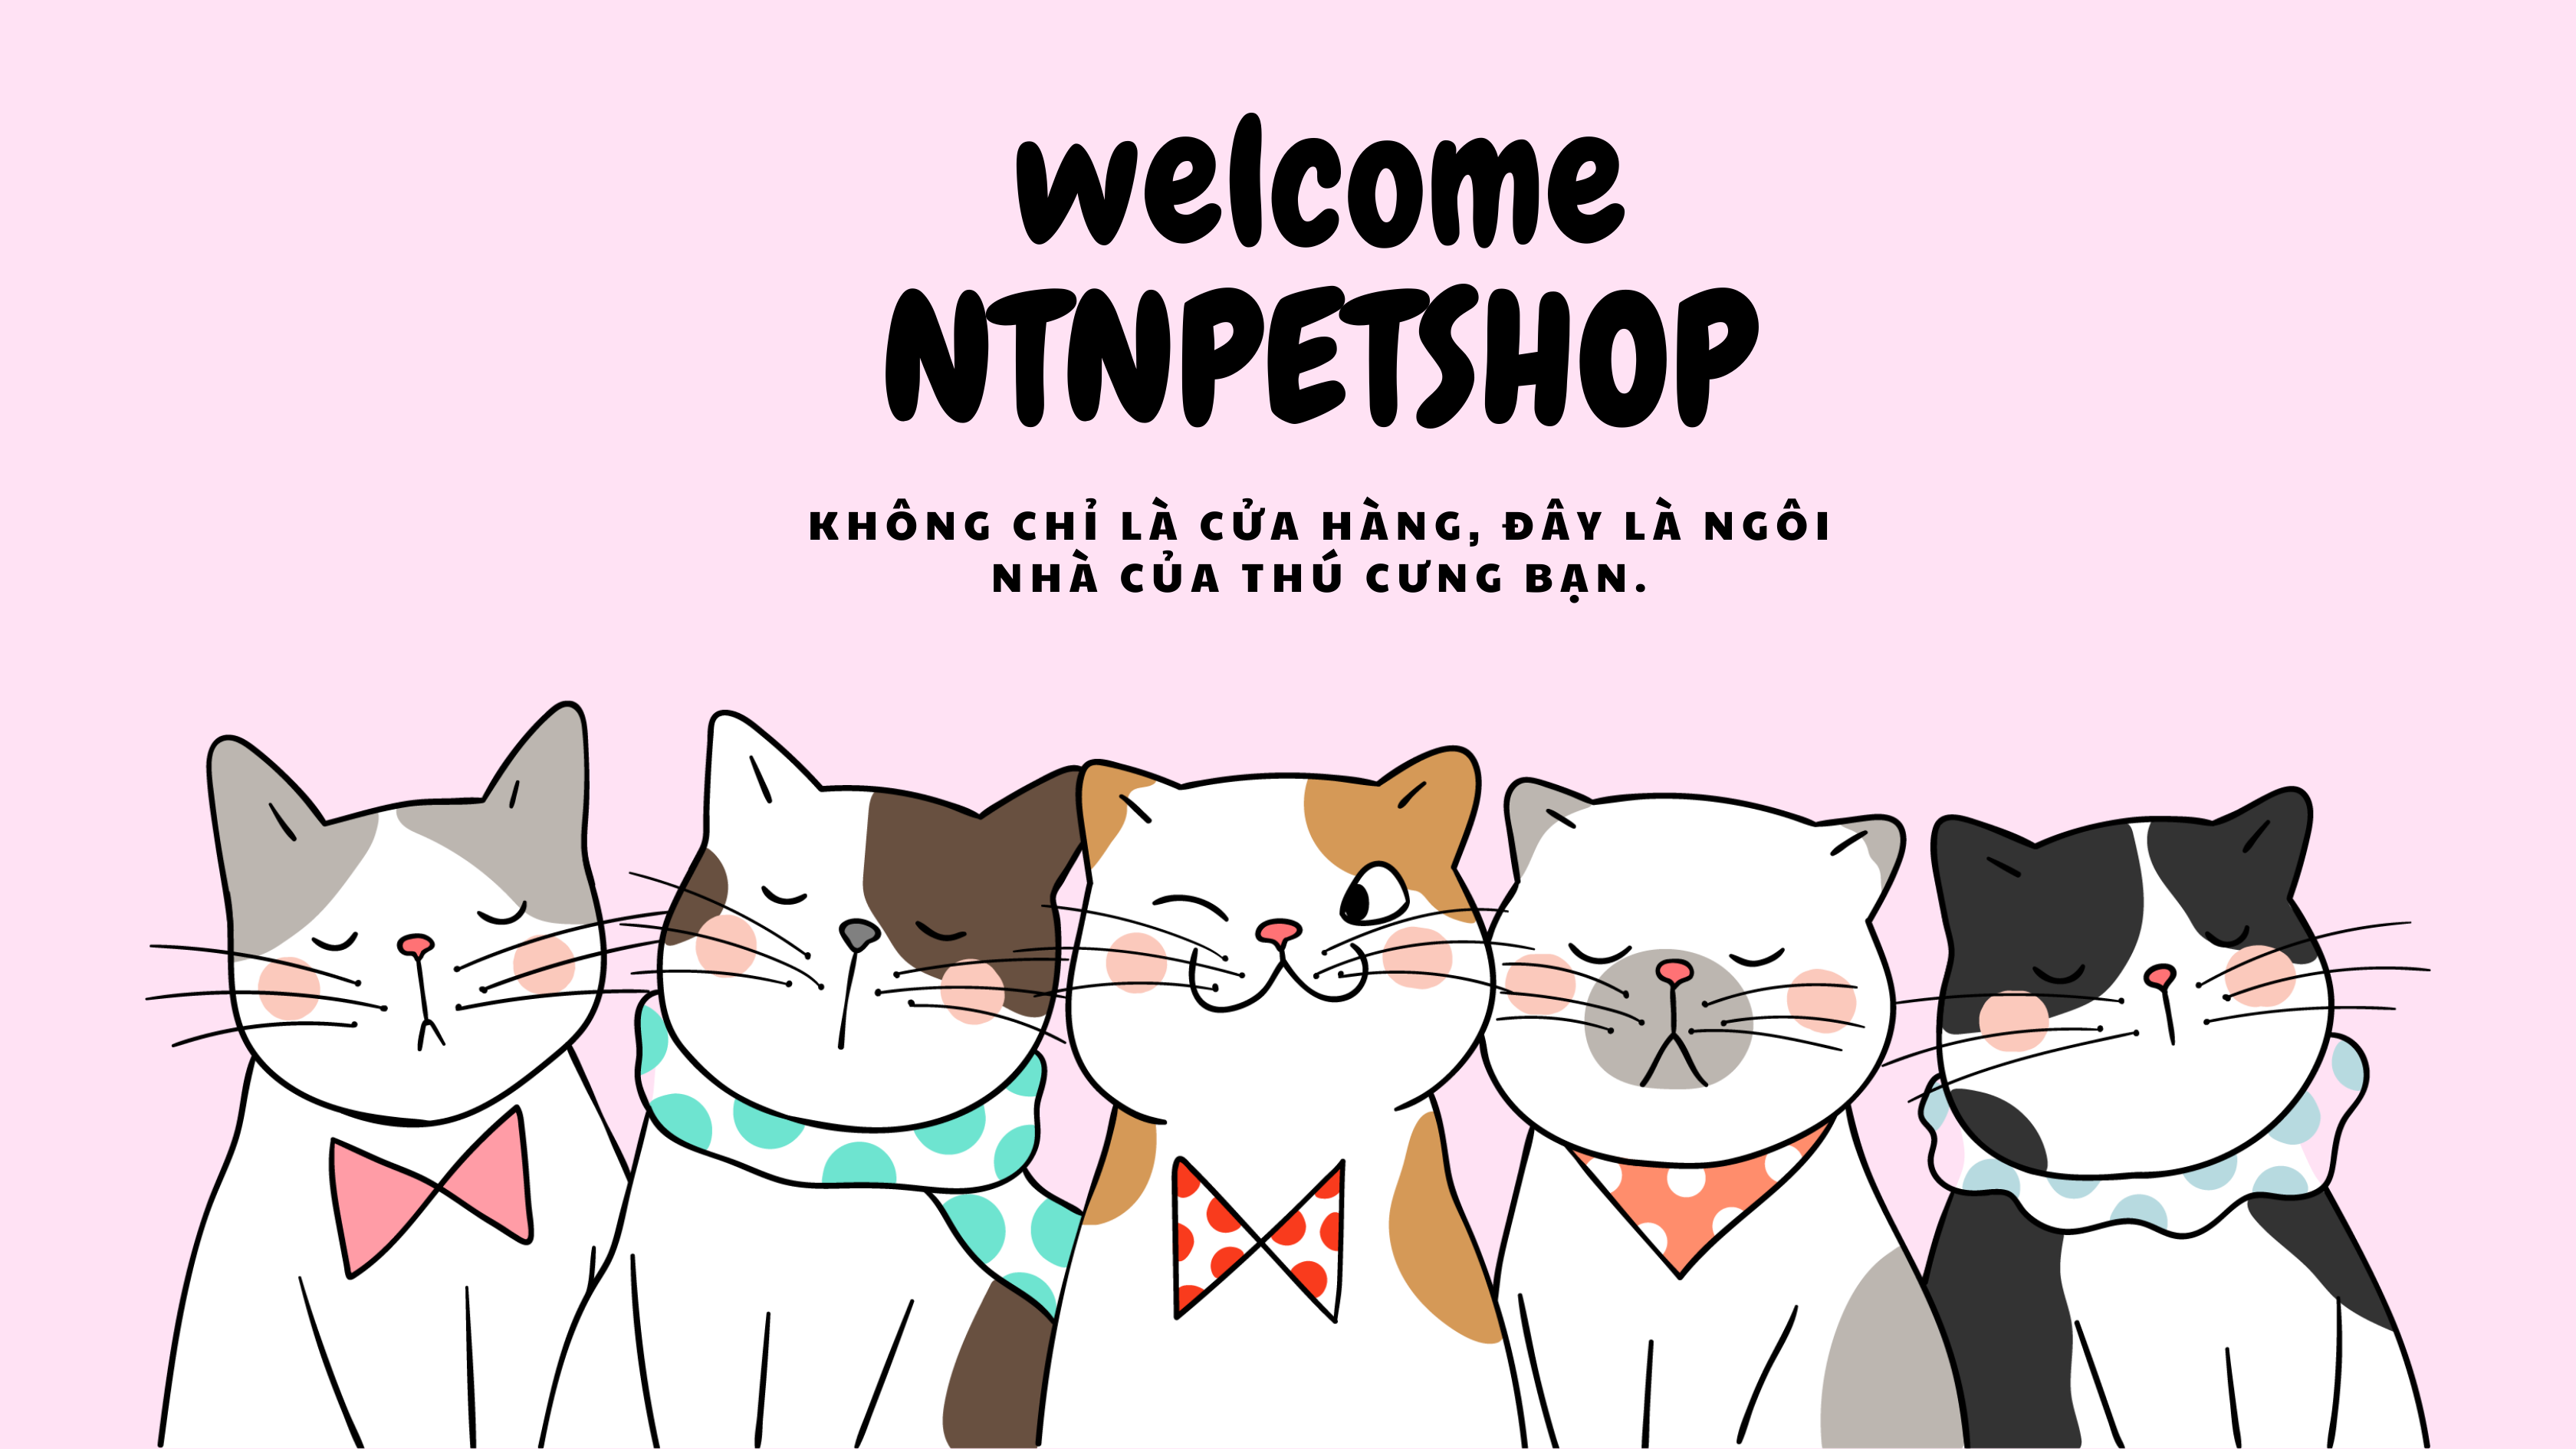 welcome
NTNPETSHOP
KHÔNG CHỈ LÀ CỬA HÀNG, ĐÂY LÀ NGÔI
NHÀ CỦA THÚ CƯNG BẠN.